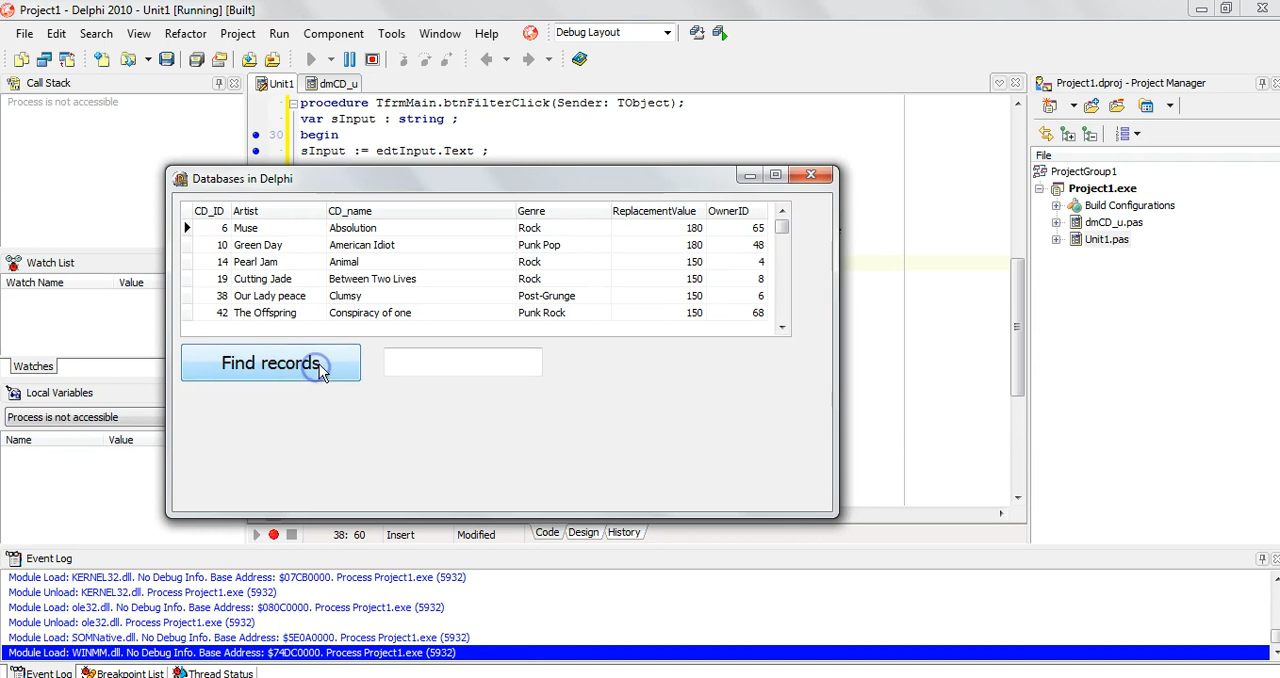 Project1 - Delphi 2010 - Unit1 [Running] [Built]
File Edit Search View Refactor Project Run Component Tools Window Help Debug Layout
Call Stack
Process is not accessible
Unit1 dmCD_u
procedure TfrmMain.btnFilterClick(Sender: TObject);
var sInput : string ;
30 begin
sInput := edtInput.Text ;
Project1.dproj - Project Manager
File
ProjectGroup1
Project1.exe
Build Configurations
dmCD_u.pas
Unit1.pas
Databases in Delphi
CD_ID Artist CD_name Genre ReplacementValue OwnerID
6 Muse Absolution Rock 180 65
10 Green Day American Idiot Punk Pop 180 48
14 Pearl Jam Animal Rock 150 4
19 Cutting Jade Between Two Lives Rock 150 8
38 Our Lady peace Clumsy Post-Grunge 150 6
42 The Offspring Conspiracy of one Punk Rock 150 68
Find records
Watch List
Watch Name Value
Watches
Local Variables
Process is not accessible
Name Value
38: 60 Insert Modified Code Design History
Event Log
Module Load: KERNEL32.dll. No Debug Info. Base Address: $07CB0000. Process Project1.exe (5932)
Module Unload: KERNEL32.dll. Process Project1.exe (5932)
Module Load: ole32.dll. No Debug Info. Base Address: $080C0000. Process Project1.exe (5932)
Module Unload: ole32.dll. Process Project1.exe (5932)
Module Load: SOMNative.dll. No Debug Info. Base Address: $5E0A0000. Process Project1.exe (5932)
Module Load: WINMM.dll. No Debug Info. Base Address: $74DC0000. Process Project1.exe (5932)
Event Log Breakpoint List Thread Status